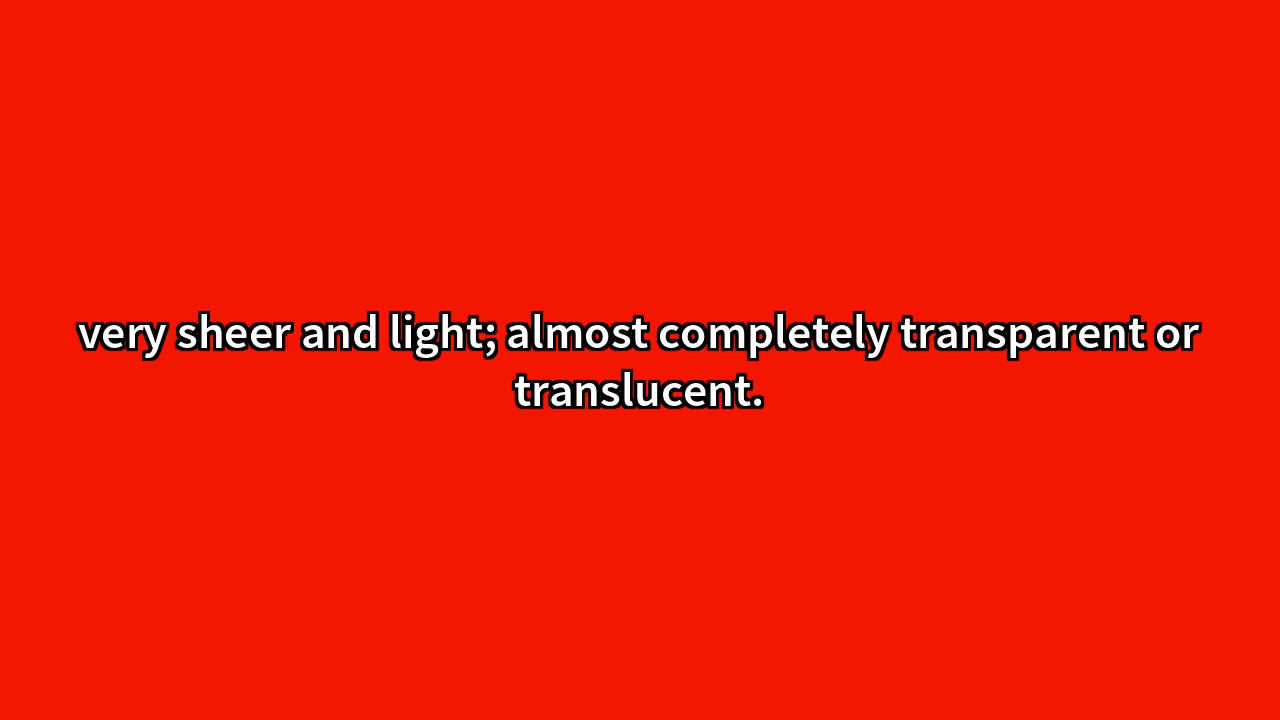 very sheer and light; almost completely transparent or
translucent.